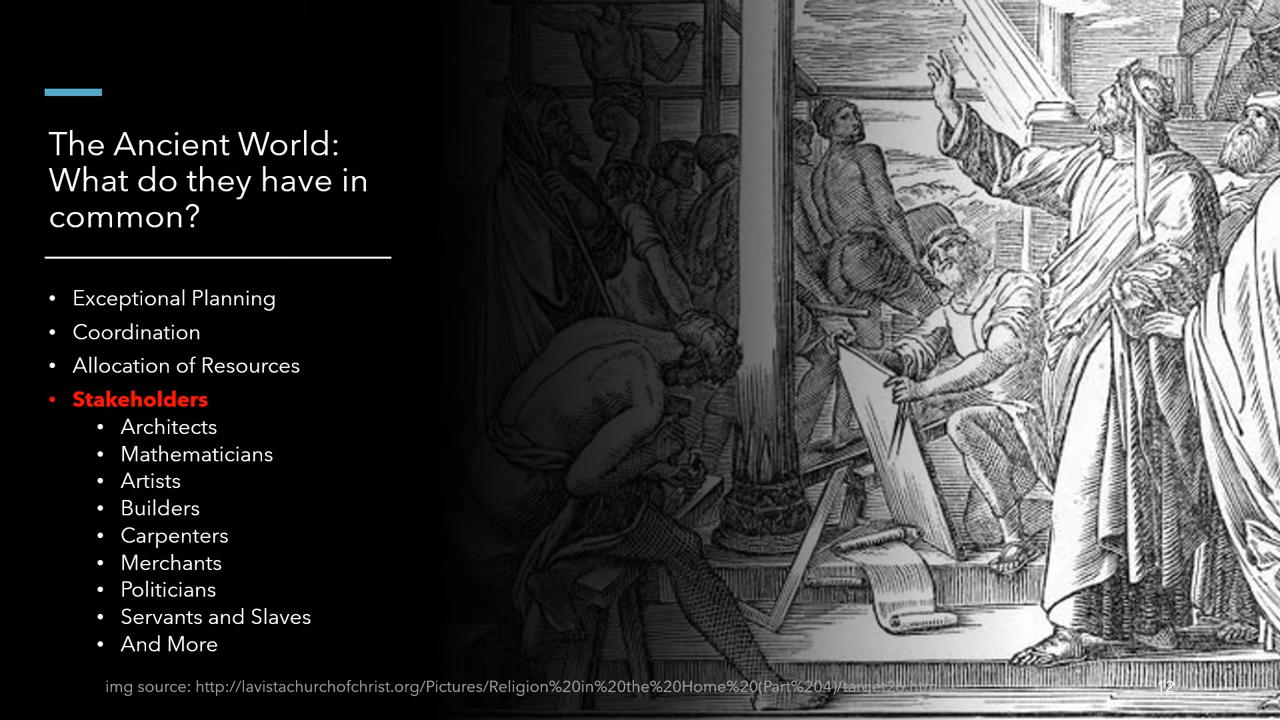 The Ancient World:
What do they have in
common?
• Exceptional Planning
• Coordination
• Allocation of Resources
• Stakeholders
• Architects
• Mathematicians
• Artists
• Builders
• Carpenters
• Merchants
• Politicians
• Servants and Slaves
• And More
img source: http://lavistachurchofchrist.org/Pictures/Religion%20in%20the%20Home%20(Part%204)/target26.html
12